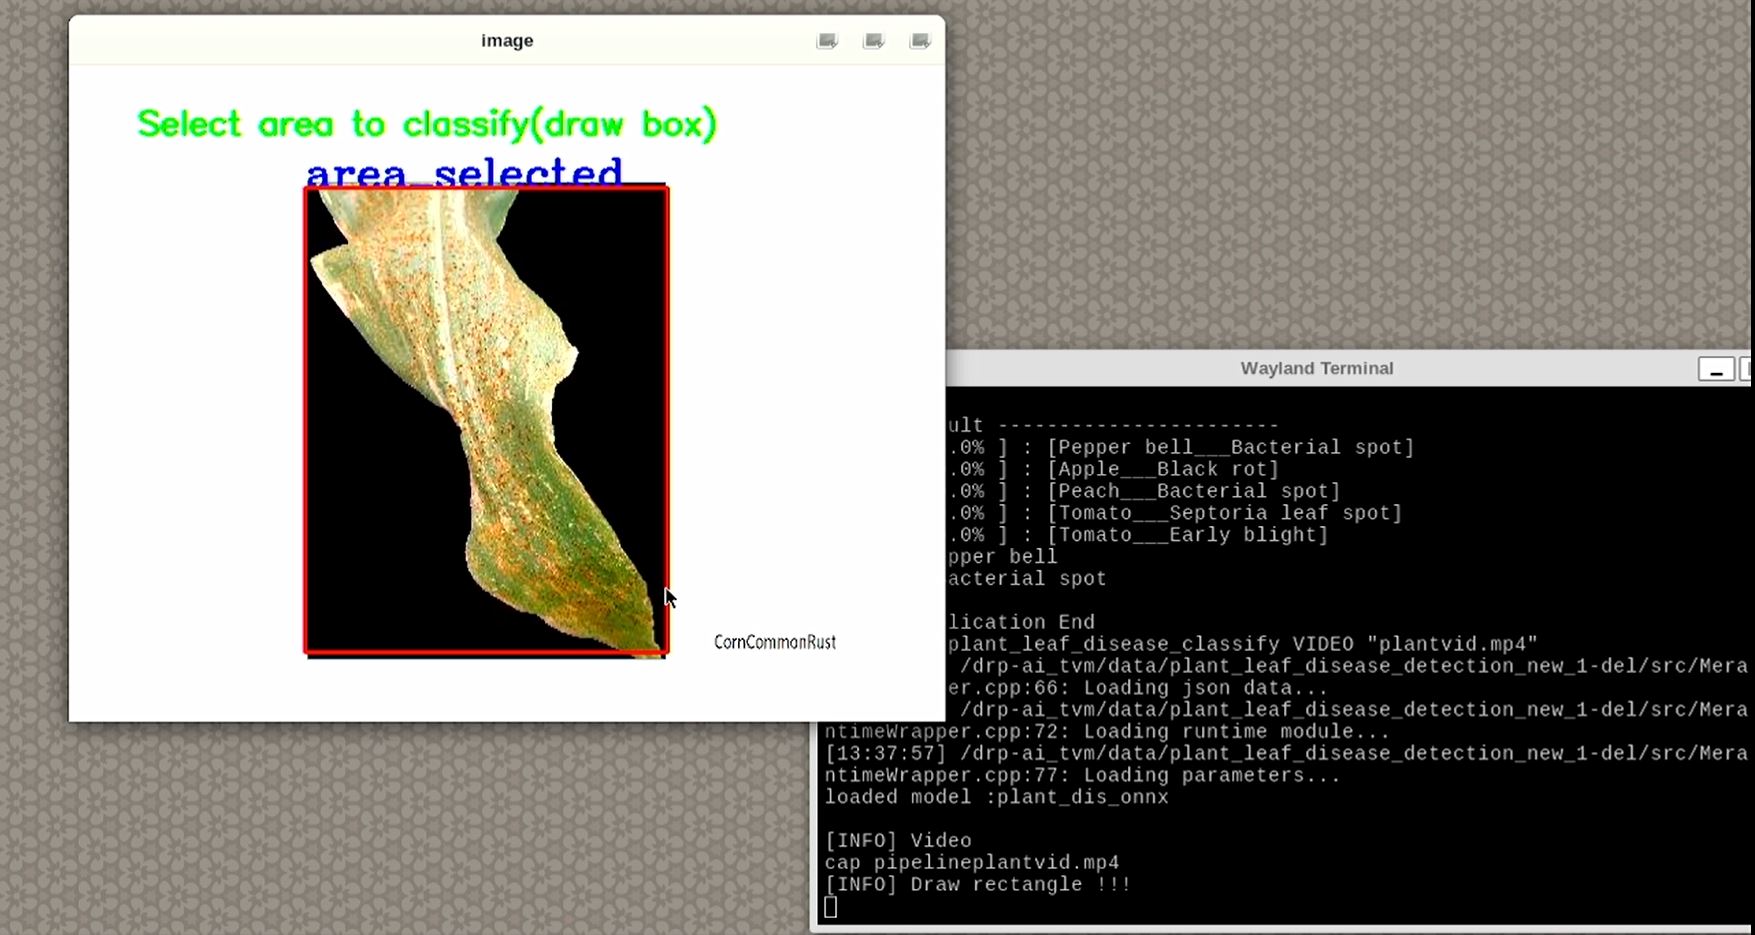 image
Select area to classify(draw box)
area_selected
CornCommonRust
Wayland Terminal
ult -----------------------
.0% ] : [Pepper bell___Bacterial spot]
.0% ] : [Apple___Black rot]
.0% ] : [Peach___Bacterial spot]
.0% ] : [Tomato___Septoria leaf spot]
.0% ] : [Tomato___Early blight]
pper bell
acterial spot
lication End
plant_leaf_disease_classify VIDEO "plantvid.mp4"
/drp-ai_tvm/data/plant_leaf_disease_detection_new_1-del/src/Mera
er.cpp:66: Loading json data...
/drp-ai_tvm/data/plant_leaf_disease_detection_new_1-del/src/Mera
ntimeWrapper.cpp:72: Loading runtime module...
[13:37:57] /drp-ai_tvm/data/plant_leaf_disease_detection_new_1-del/src/Mera
ntimeWrapper.cpp:77: Loading parameters...
loaded model :plant_dis_onnx
[INFO] Video
cap pipelineplantvid.mp4
[INFO] Draw rectangle !!!